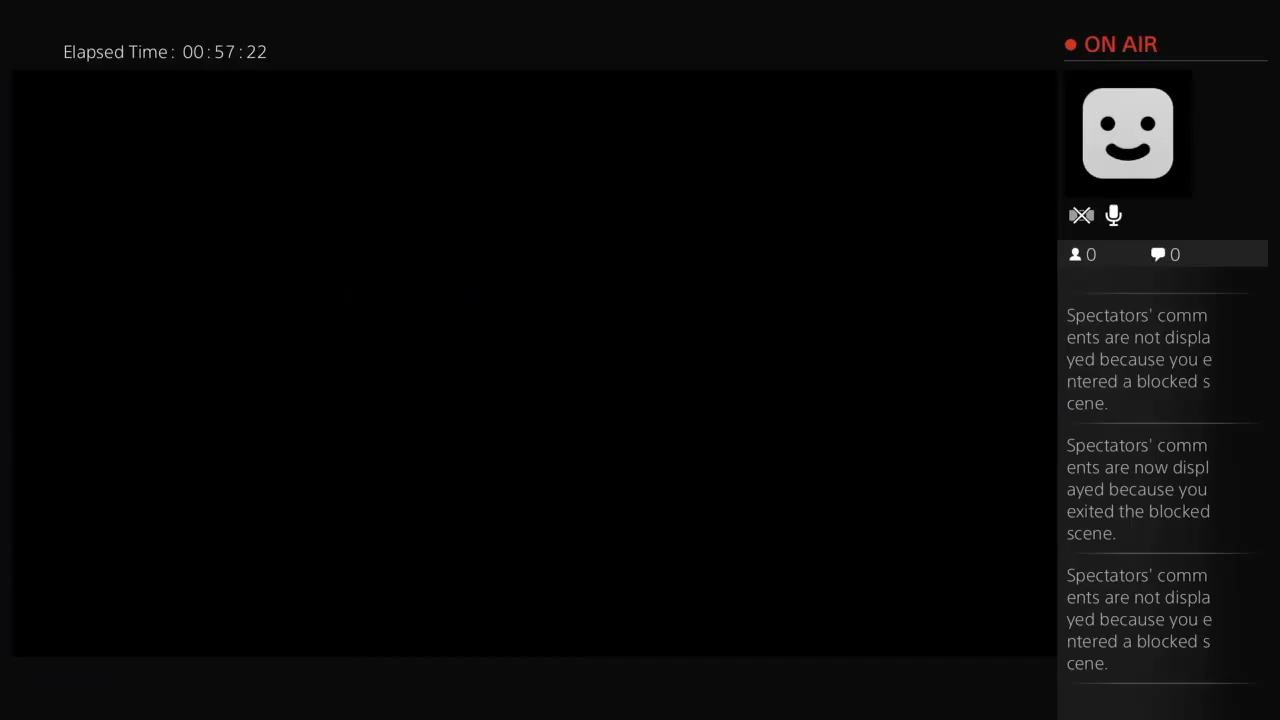 Elapsed Time: 00:57:22
ON AIR
0 0
Spectators' comm
ents are not displa
yed because you e
ntered a blocked s
cene.
Spectators' comm
ents are now displ
ayed because you
exited the blocked
scene.
Spectators' comm
ents are not displa
yed because you e
ntered a blocked s
cene.